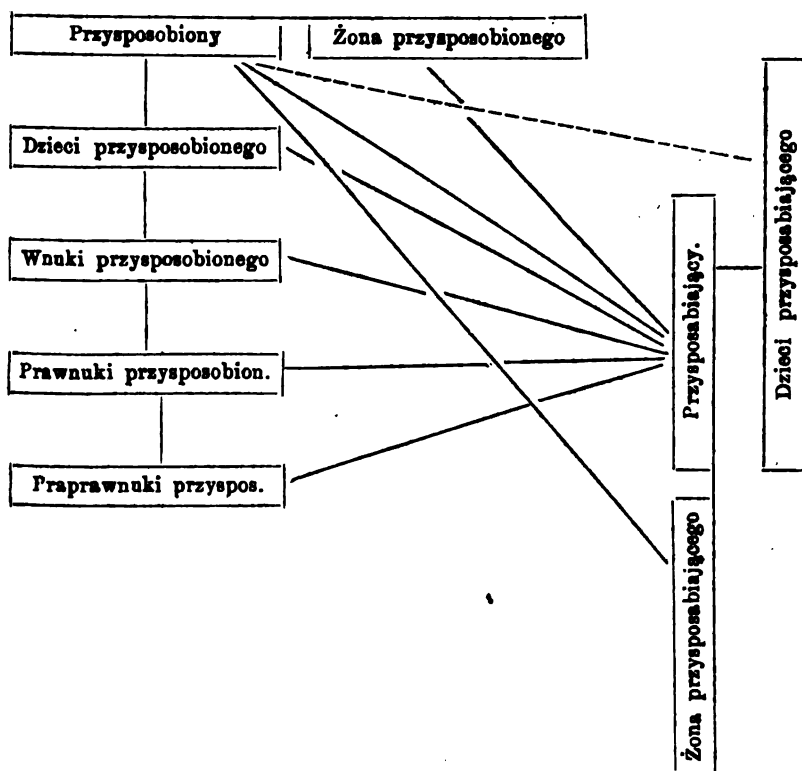 Przysposobiony
Żona przysposobionego
Dzieci przysposobionego
Wnuki przysposobionego
Prawnuki przysposobion.
Praprawnuki przyspos.
Przysposabiający.
Dzieci przysposabiającego
Żona przysposabiającego